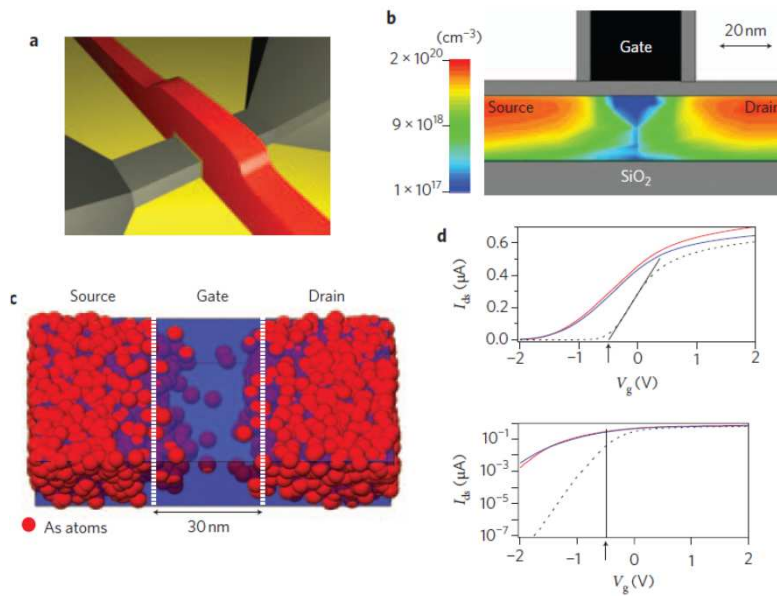 a
b
(cm⁻³)
2 × 10²⁰
9 × 10¹⁸
1 × 10¹⁷
Gate
20 nm
Source
Drain
SiO₂
c
Source Gate Drain
30 nm
As atoms
d
I_ds (μA)
0.6
0.4
0.2
0.0
−2 −1 0 1 2
V_g (V)
I_ds (μA)
10⁻¹
10⁻³
10⁻⁵
10⁻⁷
−2 −1 0 1 2
V_g (V)